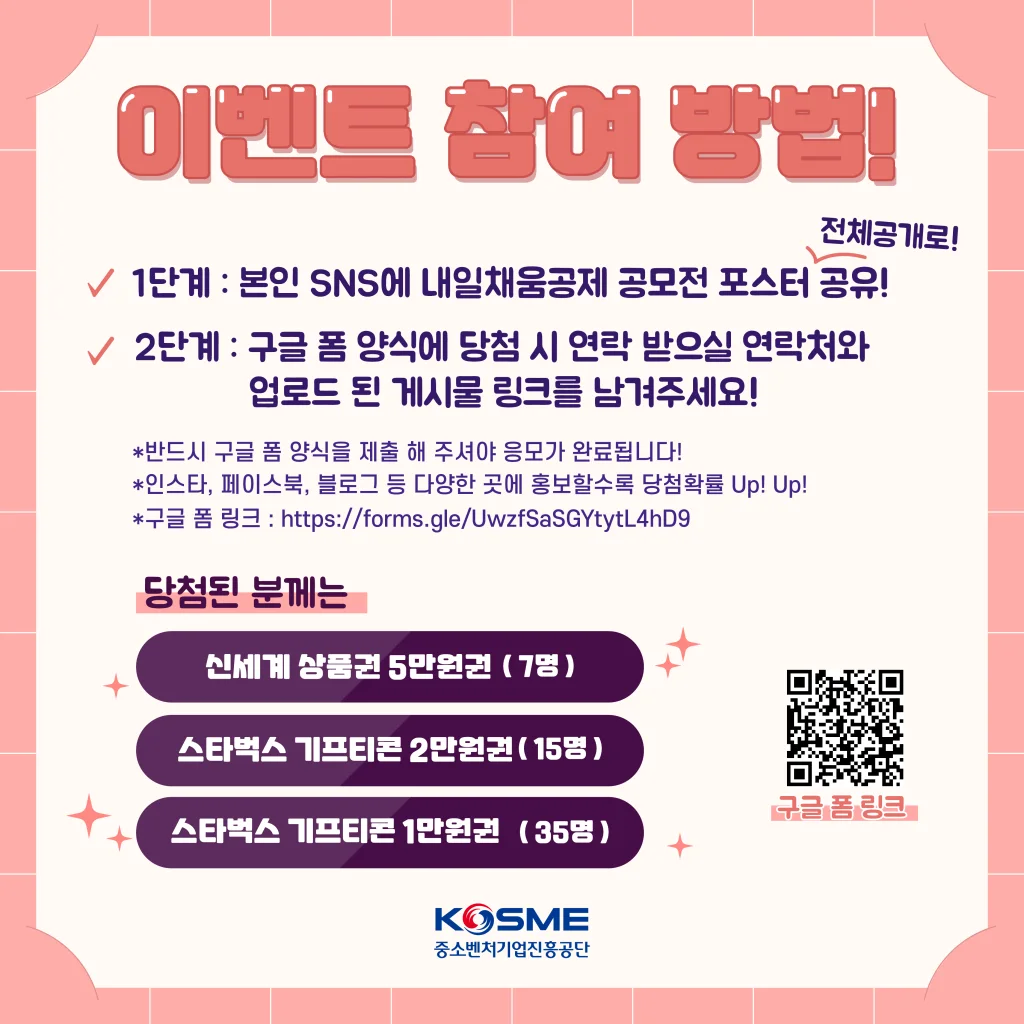 이벤트 참여 방법!
전체공개로!
1단계 : 본인 SNS에 내일채움공제 공모전 포스터 공유!
2단계 : 구글 폼 양식에 당첨 시 연락 받으실 연락처와
업로드 된 게시물 링크를 남겨주세요!
*반드시 구글 폼 양식을 제출 해 주셔야 응모가 완료됩니다!
*인스타, 페이스북, 블로그 등 다양한 곳에 홍보할수록 당첨확률 Up! Up!
*구글 폼 링크 : https://forms.gle/UwzfSaSGYtytL4hD9
당첨된 분께는
신세계 상품권 5만원권 ( 7명 )
스타벅스 기프티콘 2만원권 ( 15명 )
스타벅스 기프티콘 1만원권 ( 35명 )
구글 폼 링크
KOSME
중소벤처기업진흥공단